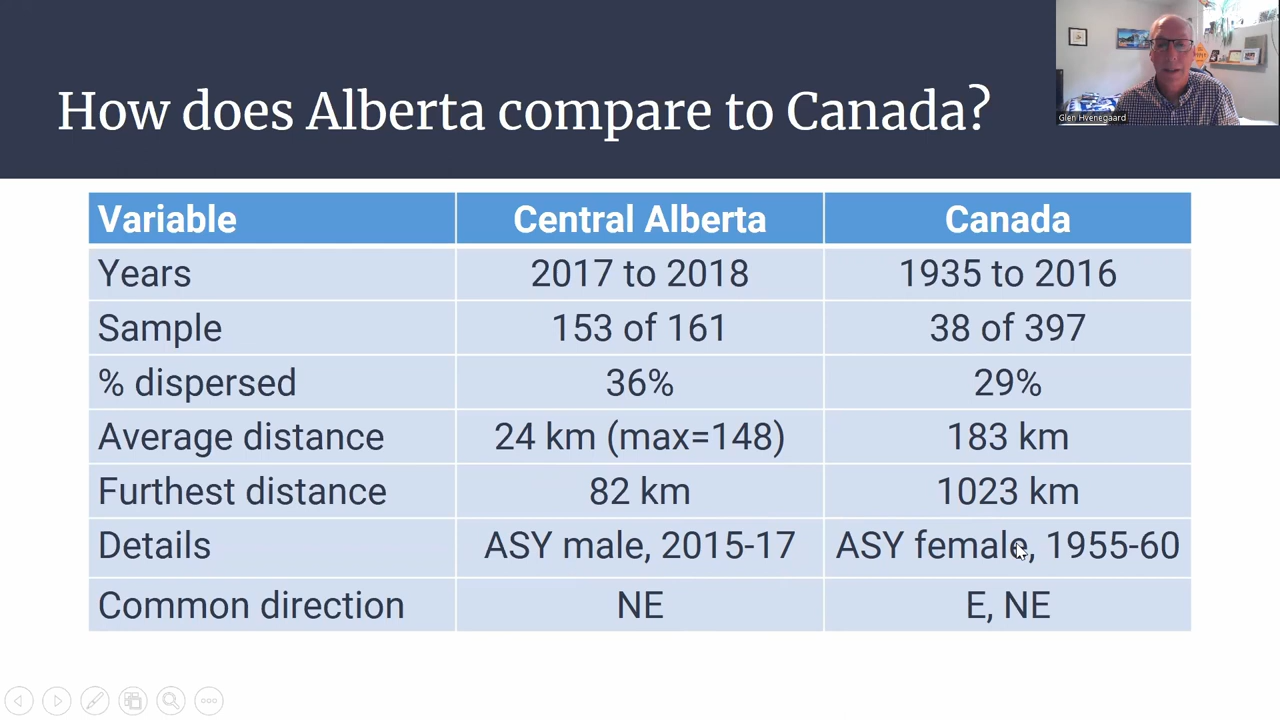 How does Alberta compare to Canada?
Glen Hvenegaard
Variable Central Alberta Canada
Years 2017 to 2018 1935 to 2016
Sample 153 of 161 38 of 397
% dispersed 36% 29%
Average distance 24 km (max=148) 183 km
Furthest distance 82 km 1023 km
Details ASY male, 2015-17 ASY female, 1955-60
Common direction NE E, NE